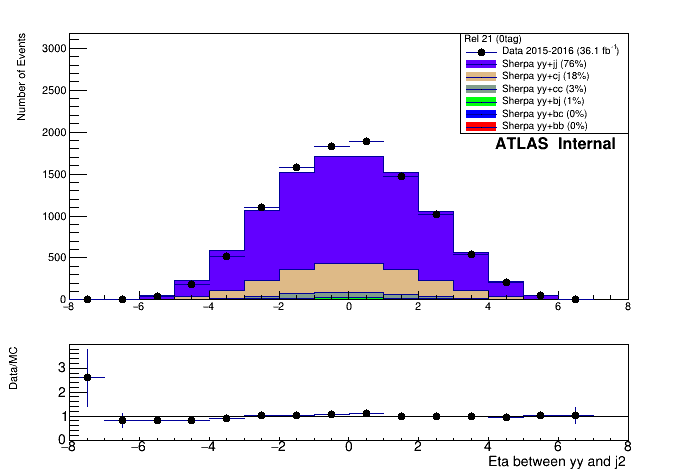 Number of Events
3000
2500
2000
1500
1000
500
0
Rel 21 (0tag)
Data 2015-2016 (36.1 fb⁻¹)
Sherpa yy+jj (76%)
Sherpa yy+cj (18%)
Sherpa yy+cc (3%)
Sherpa yy+bj (1%)
Sherpa yy+bc (0%)
Sherpa yy+bb (0%)
ATLAS Internal
−8 −6 −4 −2 0 2 4 6 8
Data/MC
3
2
1
0
−8 −6 −4 −2 0 2 4 6 8
Eta between yy and j2